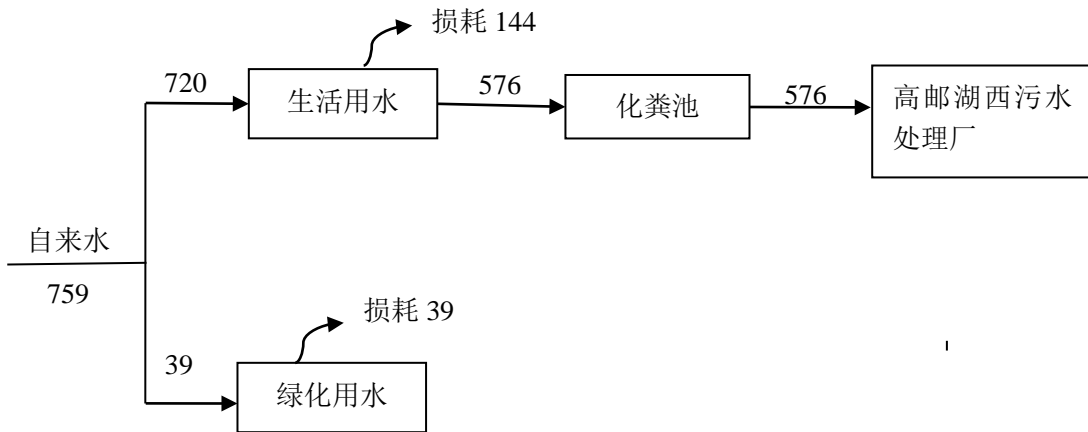 损耗 144
720
生活用水
576
化粪池
576
高邮湖西污水
处理厂
自来水
759
损耗 39
39
绿化用水